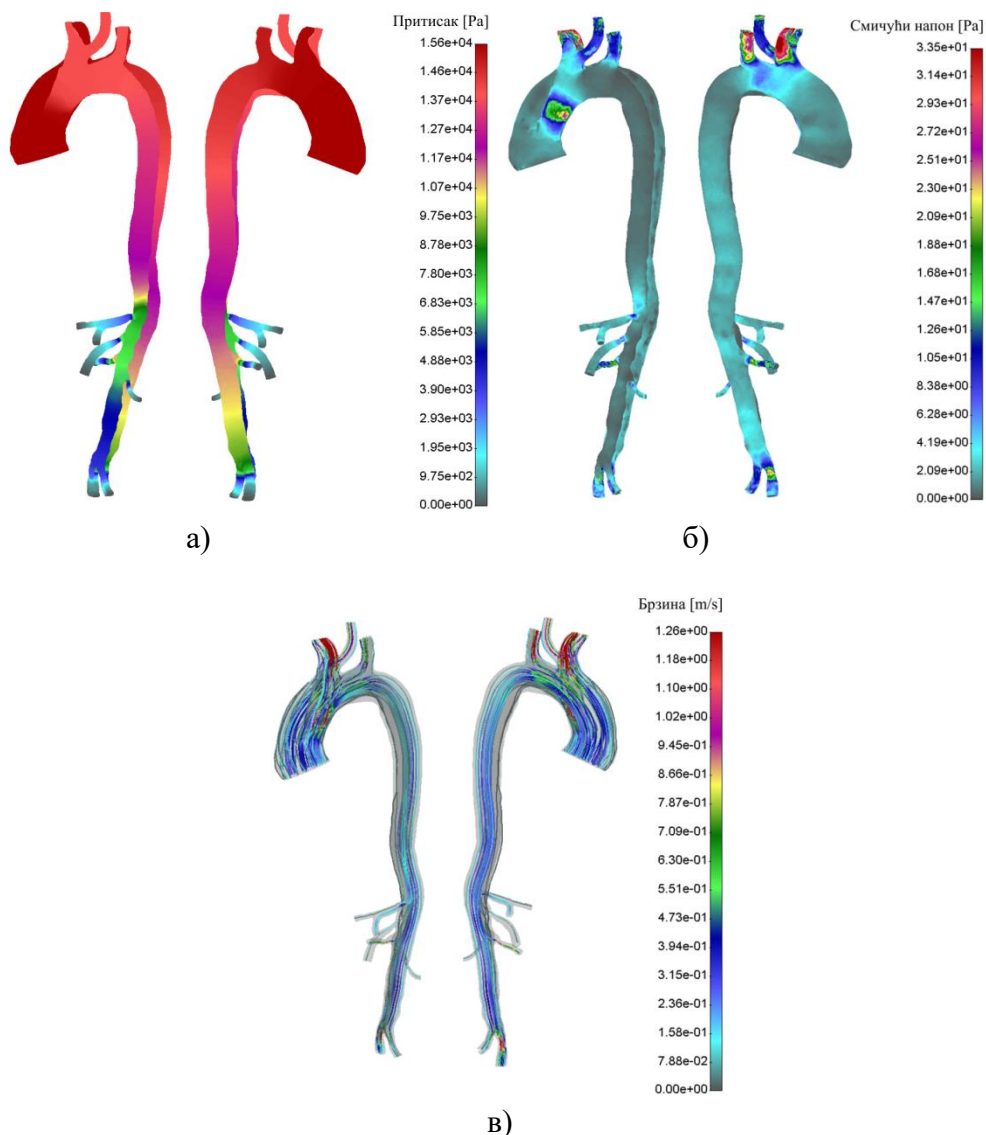 Притисак [Pa]
1.56e+04
1.46e+04
1.37e+04
1.27e+04
1.17e+04
1.07e+04
9.75e+03
8.78e+03
7.80e+03
6.83e+03
5.85e+03
4.88e+03
3.90e+03
2.93e+03
1.95e+03
9.75e+02
0.00e+00
а)
Смичући напон [Pa]
3.35e+01
3.14e+01
2.93e+01
2.72e+01
2.51e+01
2.30e+01
2.09e+01
1.88e+01
1.68e+01
1.47e+01
1.26e+01
1.05e+01
8.38e+00
6.28e+00
4.19e+00
2.09e+00
0.00e+00
б)
Брзина [m/s]
1.26e+00
1.18e+00
1.10e+00
1.02e+00
9.45e-01
8.66e-01
7.87e-01
7.09e-01
6.30e-01
5.51e-01
4.73e-01
3.94e-01
3.15e-01
2.36e-01
1.58e-01
7.88e-02
0.00e+00
в)